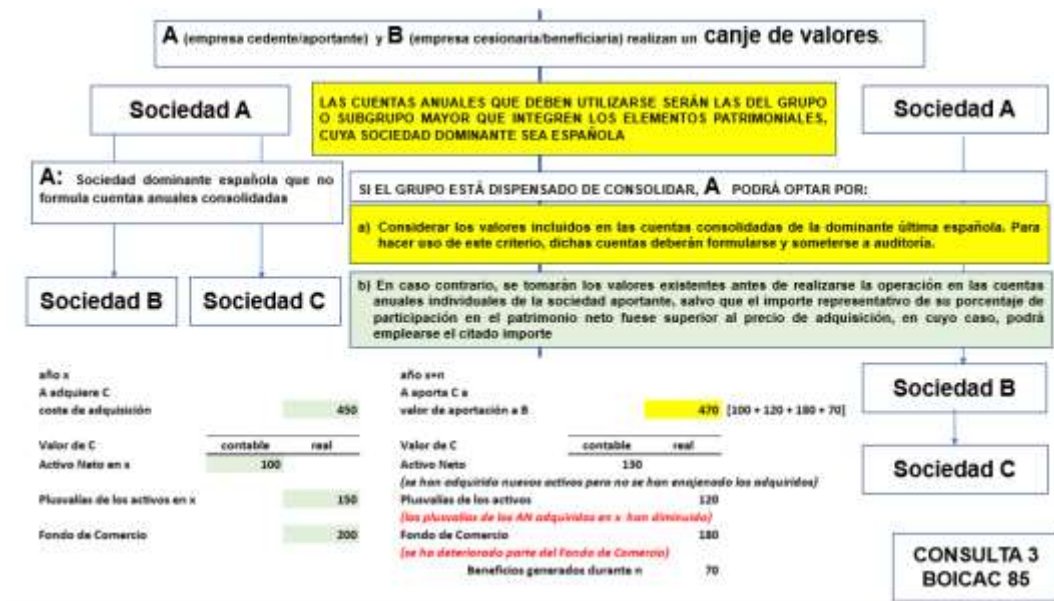 A (empresa cedente/aportante) y B (empresa cesionaria/beneficiaria) realizan un canje de valores.
Sociedad A
LAS CUENTAS ANUALES QUE DEBEN UTILIZARSE SERÁN LAS DEL GRUPO
O SUBGRUPO MAYOR QUE INTEGREN LOS ELEMENTOS PATRIMONIALES,
CUYA SOCIEDAD DOMINANTE SEA ESPAÑOLA
Sociedad A
A: Sociedad dominante española que no
formula cuentas anuales consolidadas
SI EL GRUPO ESTÁ DISPENSADO DE CONSOLIDAR, A PODRÁ OPTAR POR:
a) Considerar los valores incluidos en las cuentas consolidadas de la dominante última española. Para
hacer uso de este criterio, dichas cuentas deberán formularse y someterse a auditoría.
Sociedad B
Sociedad C
b) En caso contrario, se tomarán los valores existentes antes de realizarse la operación en las cuentas
anuales individuales de la sociedad aportante, salvo que el importe representativo de su porcentaje de
participación en el patrimonio neto fuese superior al precio de adquisición, en cuyo caso, podrá
emplearse el citado importe
año x
A adquiere C
coste de adquisición 450
Valor de C contable real
Activo Neto en x 100
Plusvalías de los activos en x 150
Fondo de Comercio 200
año x+n
A aporta C a
valor de aportación a B 470 [100 + 120 + 180 + 70]
Valor de C contable real
Activo Neto 130
(se han adquirido nuevos activos pero no se han enajenado los adquiridos)
Plusvalías de los activos 120
(las plusvalías de los AN adquiridos en x han diminuido)
Fondo de Comercio 180
(se ha deteriorado parte del Fondo de Comercio)
Beneficios generados durante n 70
Sociedad B
Sociedad C
CONSULTA 3
BOICAC 85